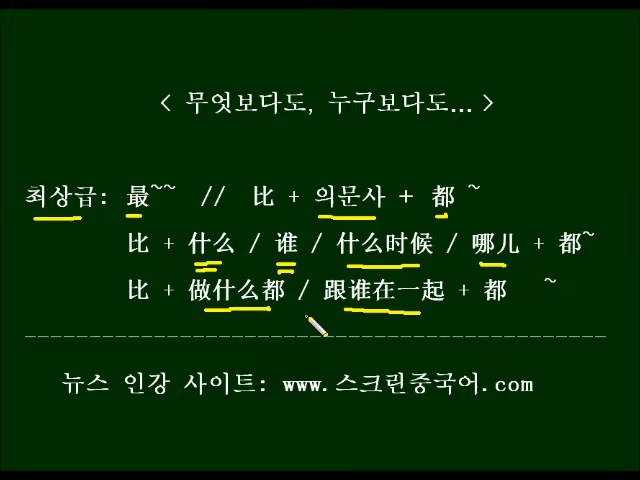 < 무엇보다도, 누구보다도... >
최상급: 最~~ // 比 + 의문사 + 都 ~
比 + 什么 / 谁 / 什么时候 / 哪儿 + 都~
比 + 做什么都 / 跟谁在一起 + 都 ~
뉴스 인강 사이트: www.스크린중국어.com